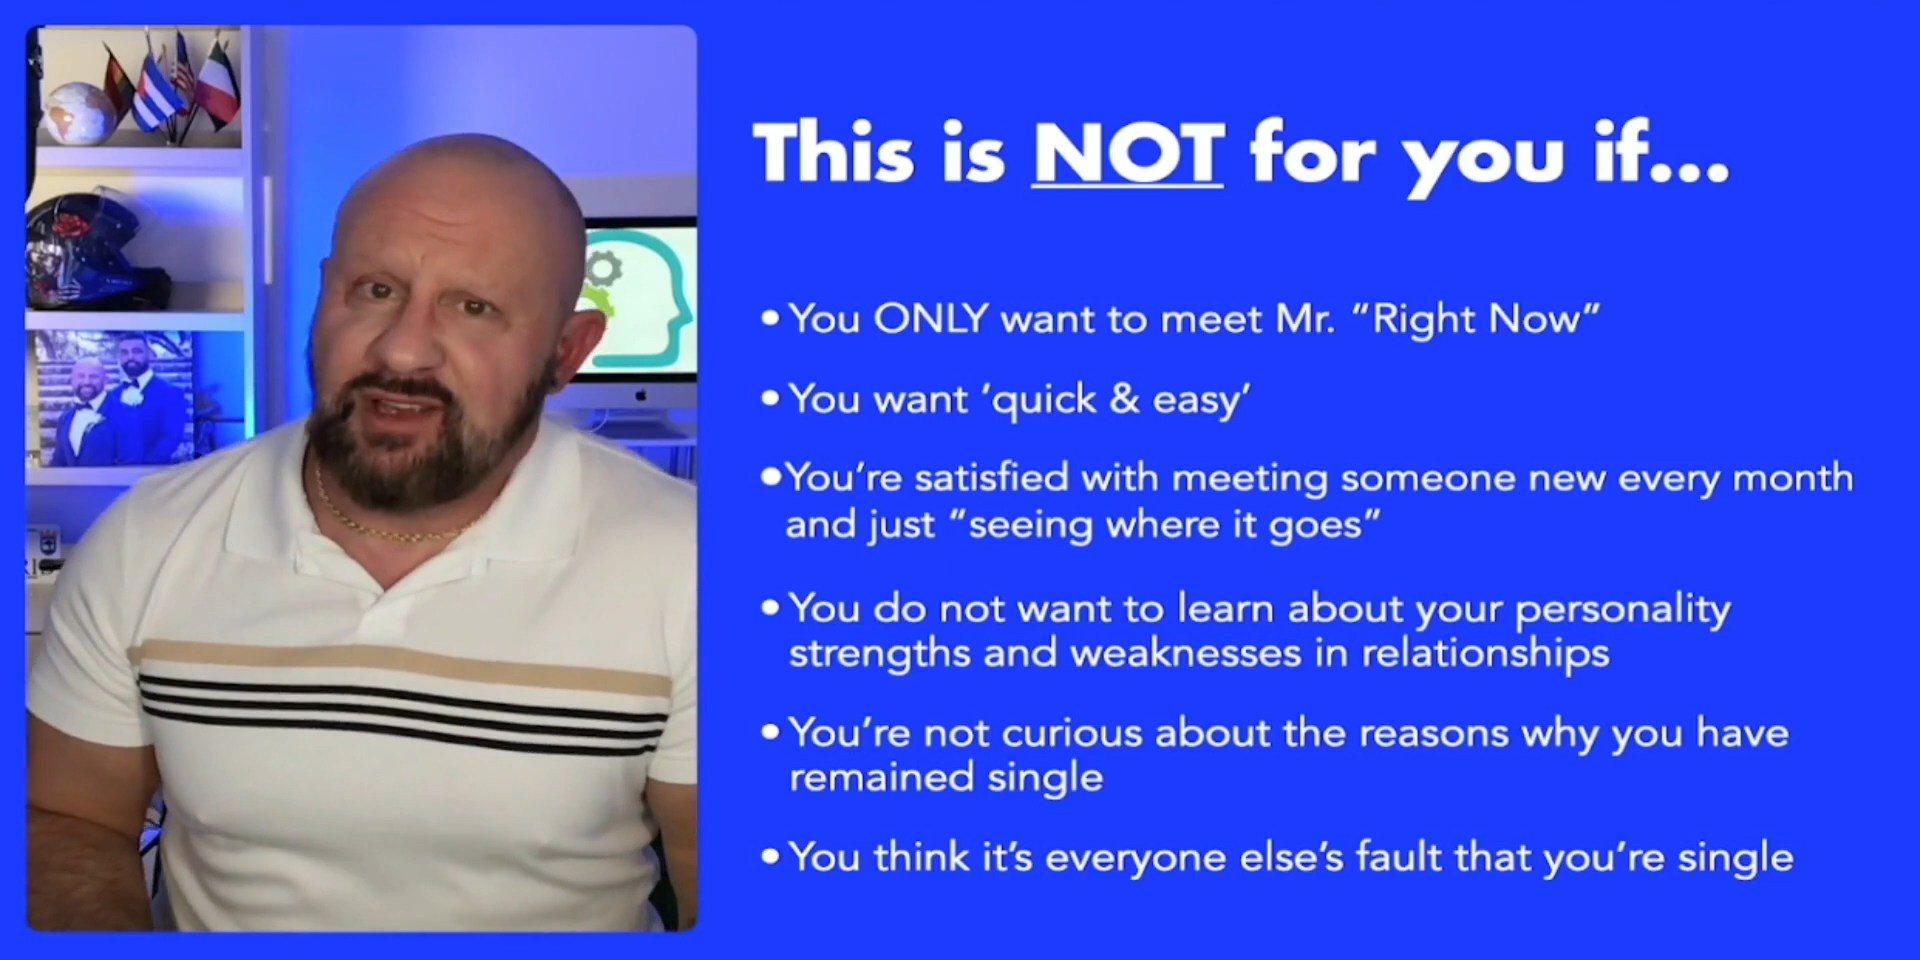 This is NOT for you if...
• You ONLY want to meet Mr. “Right Now”
• You want ‘quick & easy’
• You’re satisfied with meeting someone new every month
and just “seeing where it goes”
• You do not want to learn about your personality
strengths and weaknesses in relationships
• You’re not curious about the reasons why you have
remained single
• You think it’s everyone else’s fault that you’re single